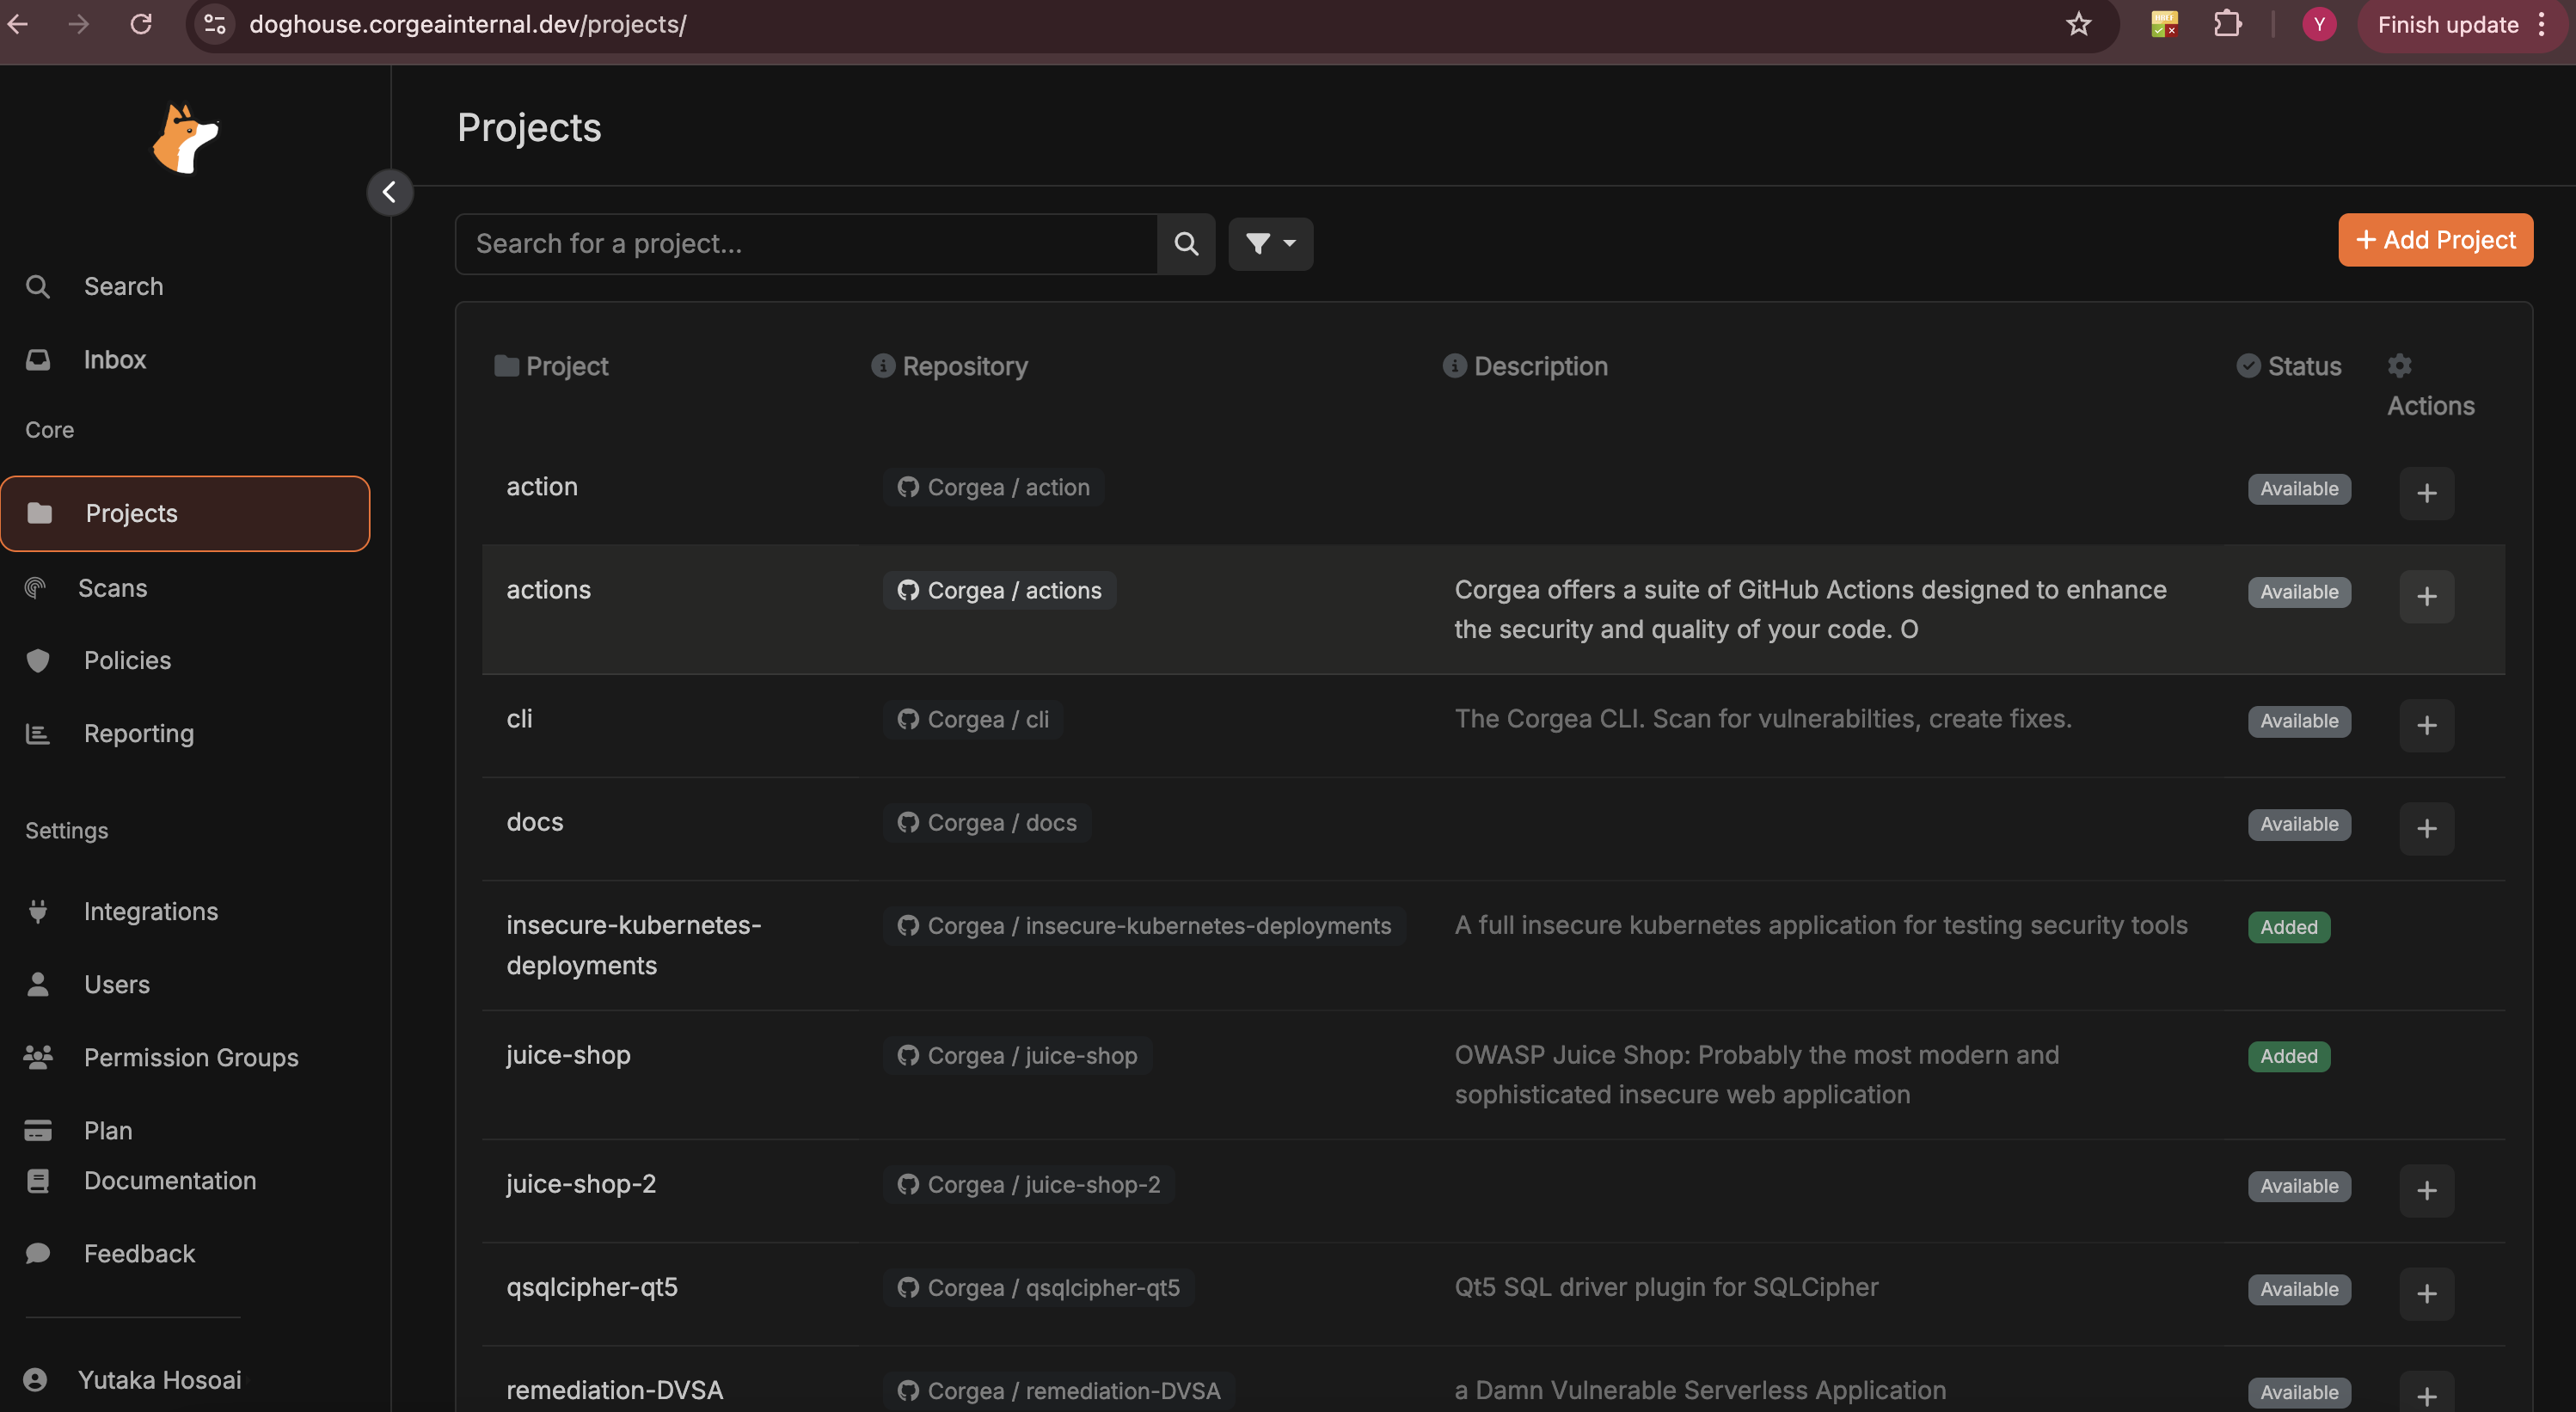 doghouse.corgeainternal.dev/projects/
Y
Finish update
Projects
Search for a project...
+ Add Project
Search
Inbox
Core
Projects
Scans
Policies
Reporting
Settings
Integrations
Users
Permission Groups
Plan
Documentation
Feedback
Yutaka Hosoai
Project Repository Description Status Actions
action Corgea / action Available
actions Corgea / actions Corgea offers a suite of GitHub Actions designed to enhance Available
the security and quality of your code. O
cli Corgea / cli The Corgea CLI. Scan for vulnerabilties, create fixes. Available
docs Corgea / docs Available
insecure-kubernetes- Corgea / insecure-kubernetes-deployments A full insecure kubernetes application for testing security tools Added
deployments
juice-shop Corgea / juice-shop OWASP Juice Shop: Probably the most modern and Added
sophisticated insecure web application
juice-shop-2 Corgea / juice-shop-2 Available
qsqlcipher-qt5 Corgea / qsqlcipher-qt5 Qt5 SQL driver plugin for SQLCipher Available
remediation-DVSA Corgea / remediation-DVSA a Damn Vulnerable Serverless Application Available